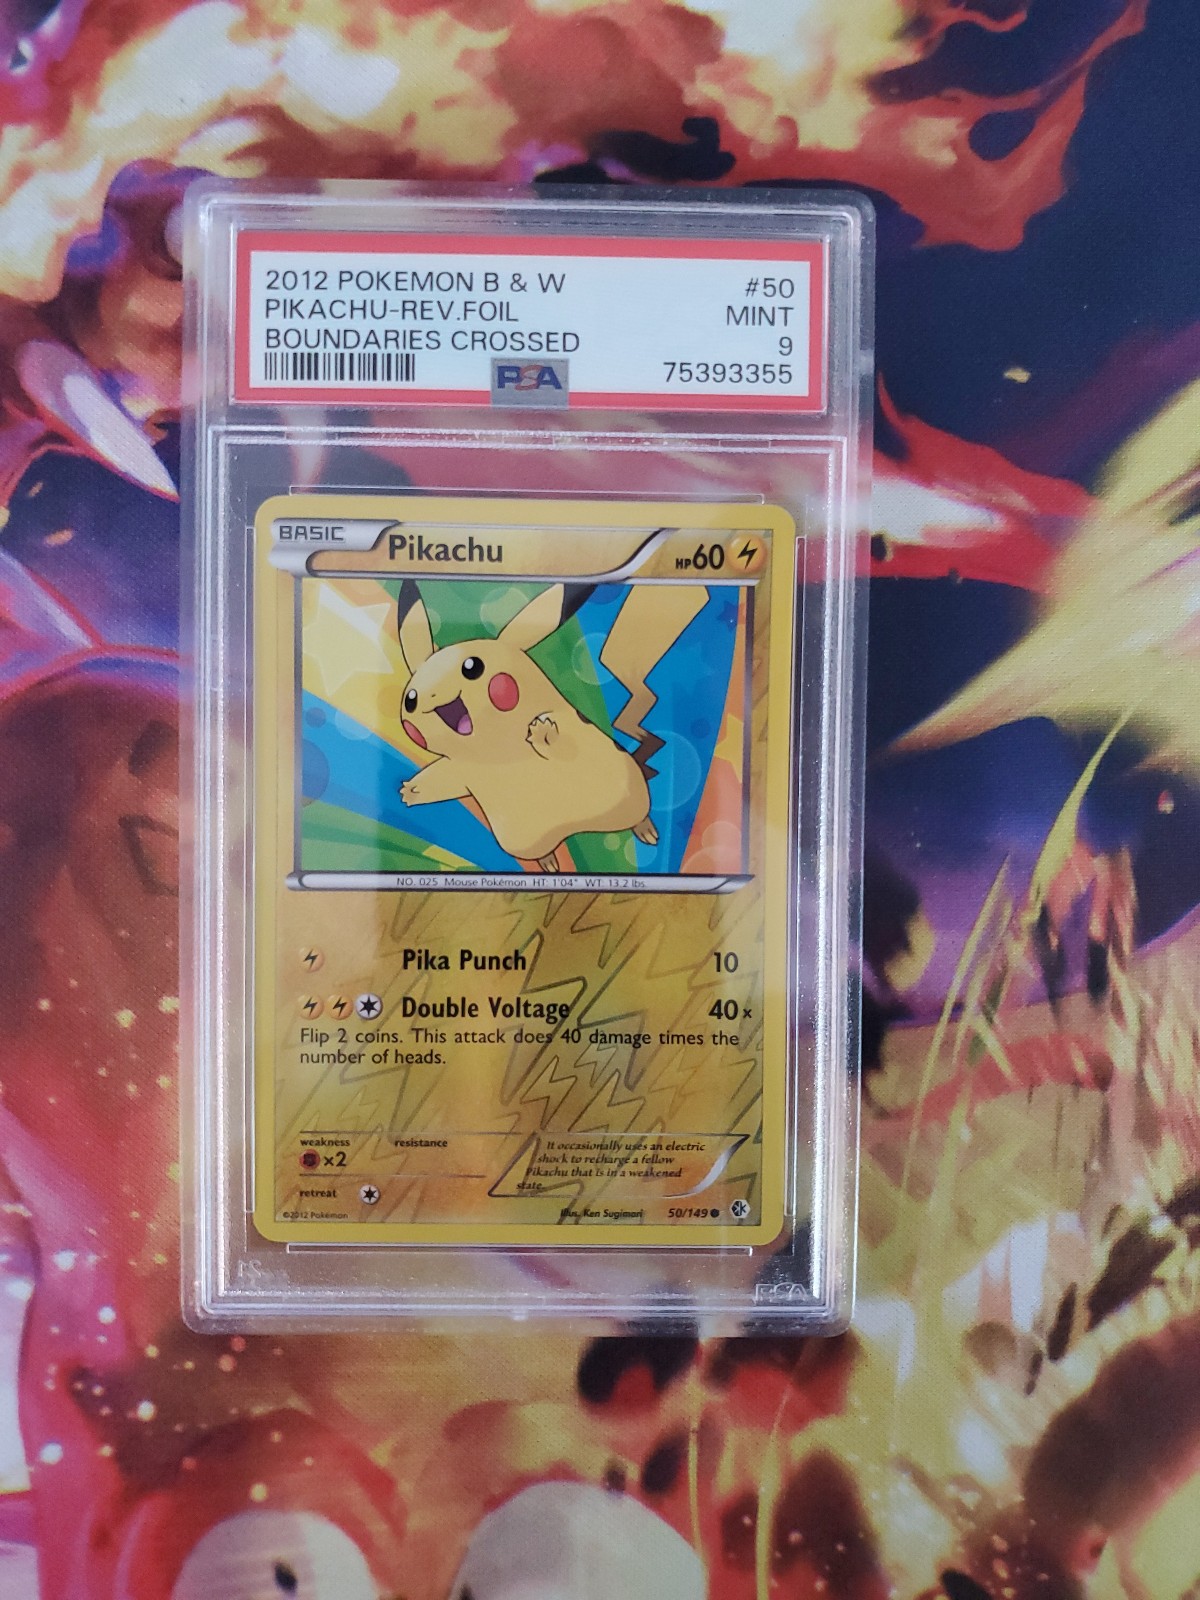 2012 POKEMON B & W #50
PIKACHU-REV.FOIL MINT
BOUNDARIES CROSSED 9
PSA 75393355
BASIC Pikachu HP60
NO. 025 Mouse Pokémon HT: 1'04" WT: 13.2 lbs.
Pika Punch 10
Double Voltage 40×
Flip 2 coins. This attack does 40 damage times the
number of heads.
weakness resistance
×2
retreat
It occasionally uses an electric
shock to recharge a fellow
Pikachu that is in a weakened
state.
©2012 Pokémon Illus. Ken Sugimori 50/149
PSA